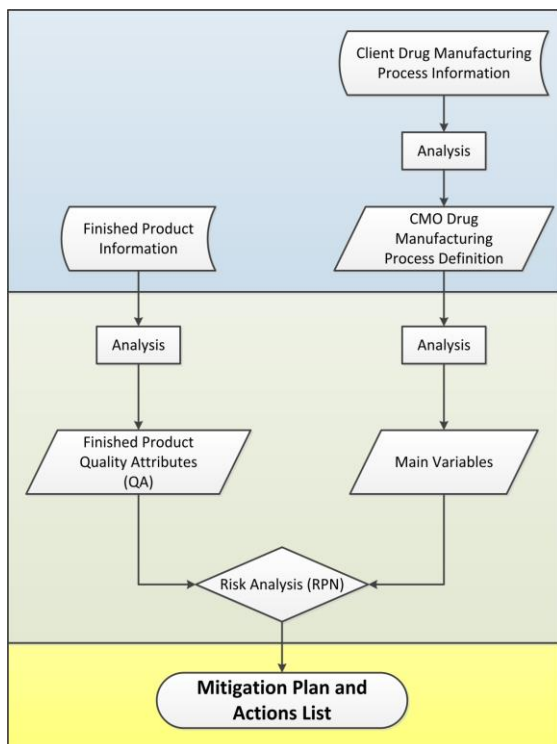 Client Drug Manufacturing
Process Information
Analysis
Finished Product
Information
CMO Drug
Manufacturing
Process Definition
Analysis
Analysis
Finished Product
Quality Attributes
(QA)
Main Variables
Risk Analysis (RPN)
Mitigation Plan and
Actions List